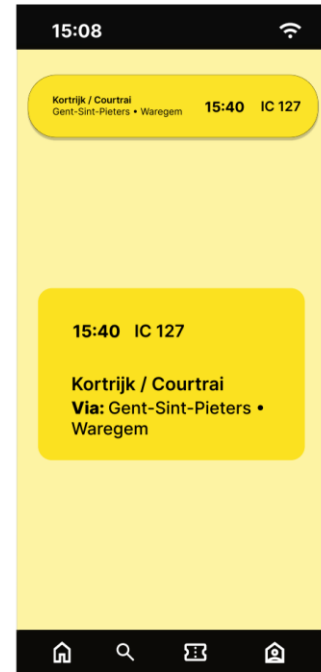 15:08
Kortrijk / Courtrai
Gent-Sint-Pieters • Waregem
15:40 IC 127
15:40 IC 127
Kortrijk / Courtrai
Via: Gent-Sint-Pieters •
Waregem